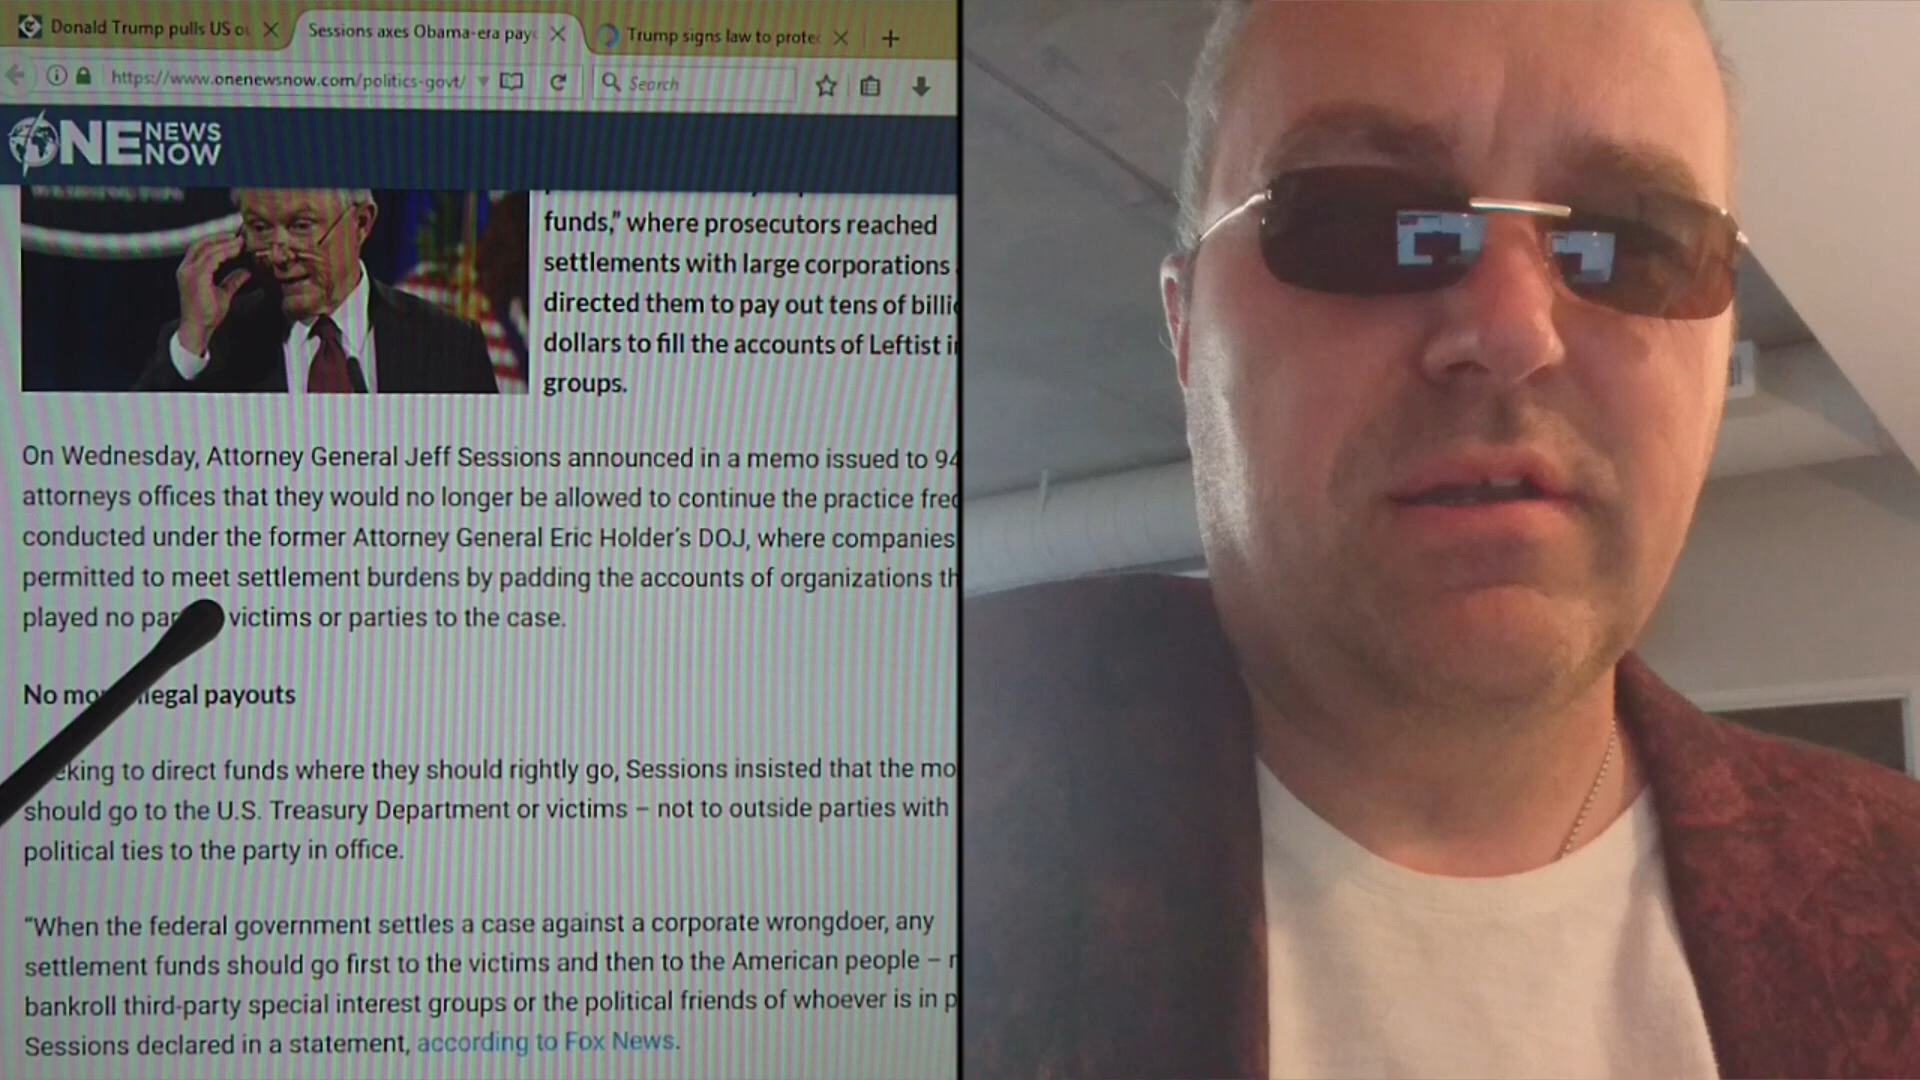 Donald Trump pulls US
Sessions axes Obama-era pay
Trump signs law to prote
https://www.onenewsnow.com/politics-govt/
Search
ONE NEWS NOW
funds," where prosecutors reached
settlements with large corporations
directed them to pay out tens of billi
dollars to fill the accounts of Leftist
groups.
On Wednesday, Attorney General Jeff Sessions announced in a memo issued to 94
attorneys offices that they would no longer be allowed to continue the practice
conducted under the former Attorney General Eric Holder's DOJ, where companies
permitted to meet settlement burdens by padding the accounts of organizations th
played no pa victims or parties to the case.
No mo llegal payouts
eking to direct funds where they should rightly go, Sessions insisted that the mo
should go to the U.S. Treasury Department or victims – not to outside parties with
political ties to the party in office.
"When the federal government settles a case against a corporate wrongdoer, any
settlement funds should go first to the victims and then to the American people –
bankroll third-party special interest groups or the political friends of whoever is in p
Sessions declared in a statement, according to Fox News.